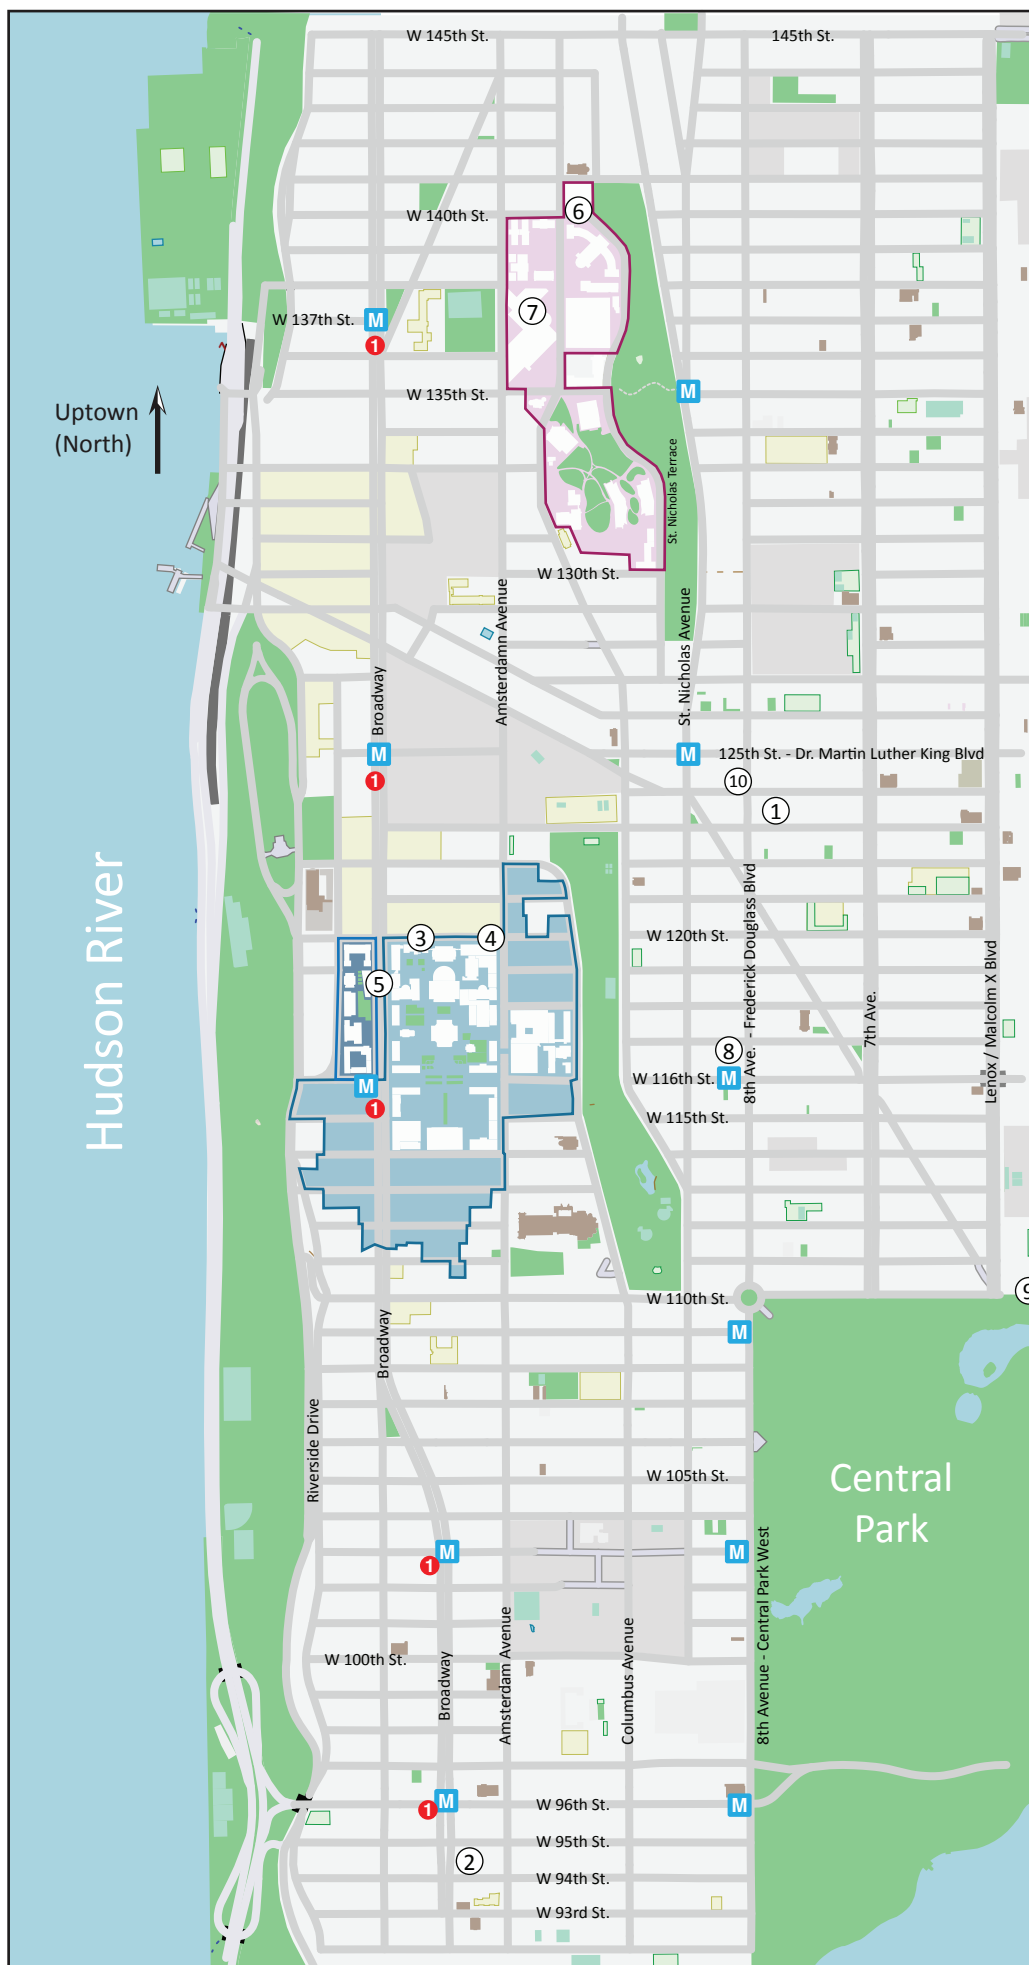 W 145th St.
145th St.
W 140th St.
6
7
W 137th St.
M
1
W 135th St.
M
Uptown
(North)
St. Nicholas Terrace
W 130th St.
Amsterdamn Avenue
St. Nicholas Avenue
Broadway
M
1
M
125th St. - Dr. Martin Luther King Blvd
10
1
Hudson River
8th Ave. - Frederick Douglass Blvd
3
4
W 120th St.
5
7th Ave.
Lenox / Malcolm X Blvd
8
M
1
W 116th St.
M
W 115th St.
W 110th St.
9
M
Broadway
Riverside Drive
Central
Park
W 105th St.
M
1
M
8th Avenue - Central Park West
Amsterdam Avenue
Columbus Avenue
Broadway
W 100th St.
M
1
W 96th St.
M
W 95th St.
2
W 94th St.
W 93rd St.